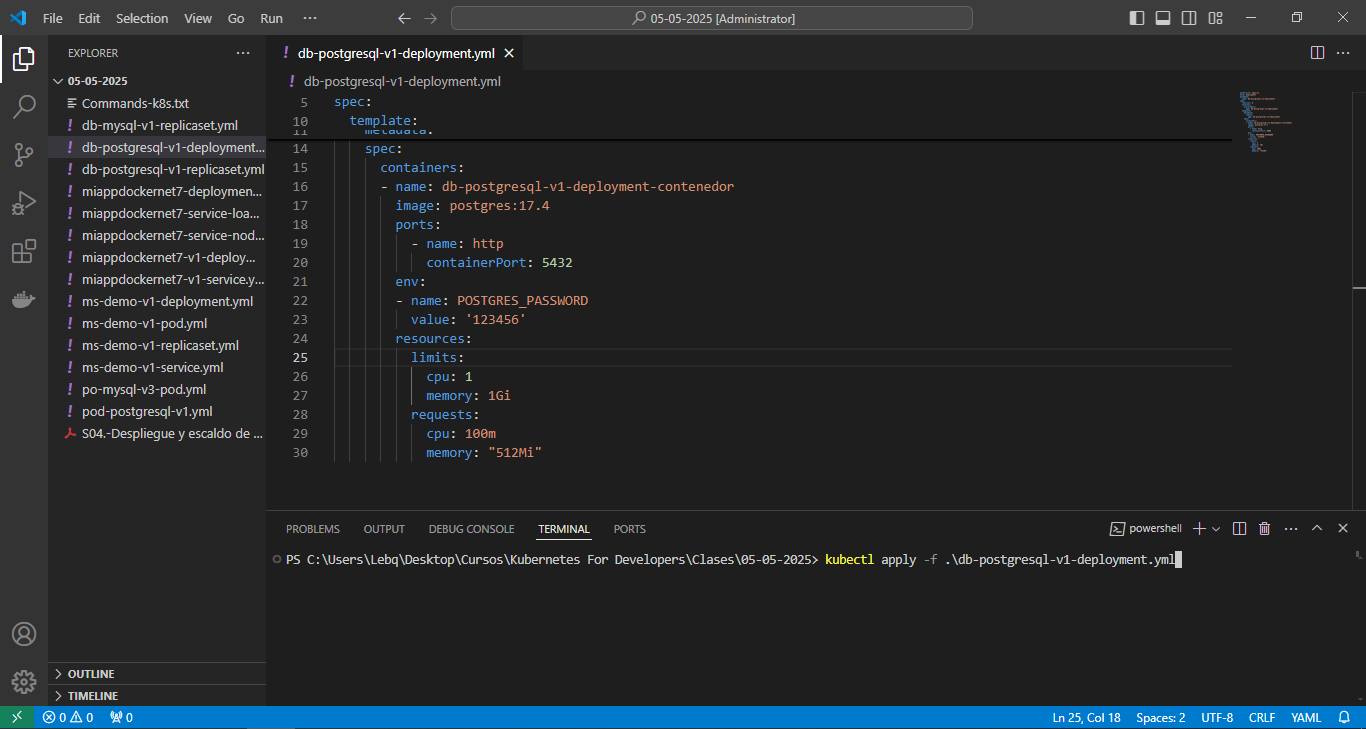 File Edit Selection View Go Run ··· 05-05-2025 [Administrator]
EXPLORER ···
05-05-2025
Commands-k8s.txt
db-mysql-v1-replicaset.yml
db-postgresql-v1-deployment...
db-postgresql-v1-replicaset.yml
miappdockernet7-deploymen...
miappdockernet7-service-loa...
miappdockernet7-service-nod...
miappdockernet7-v1-deploy...
miappdockernet7-v1-service.y...
ms-demo-v1-deployment.yml
ms-demo-v1-pod.yml
ms-demo-v1-replicaset.yml
ms-demo-v1-service.yml
po-mysql-v3-pod.yml
pod-postgresql-v1.yml
S04.-Despliegue y escaldo de ...
OUTLINE
TIMELINE
! db-postgresql-v1-deployment.yml
! db-postgresql-v1-deployment.yml
5 spec:
10 template:
11 metadata:
14 spec:
15 containers:
16 - name: db-postgresql-v1-deployment-contenedor
17 image: postgres:17.4
18 ports:
19 - name: http
20 containerPort: 5432
21 env:
22 - name: POSTGRES_PASSWORD
23 value: '123456'
24 resources:
25 limits:
26 cpu: 1
27 memory: 1Gi
28 requests:
29 cpu: 100m
30 memory: "512Mi"
PROBLEMS OUTPUT DEBUG CONSOLE TERMINAL PORTS powershell
PS C:\Users\Lebq\Desktop\Cursos\Kubernetes For Developers\Clases\05-05-2025> kubectl apply -f .\db-postgresql-v1-deployment.yml
0 0 0 Ln 25, Col 18 Spaces: 2 UTF-8 CRLF YAML